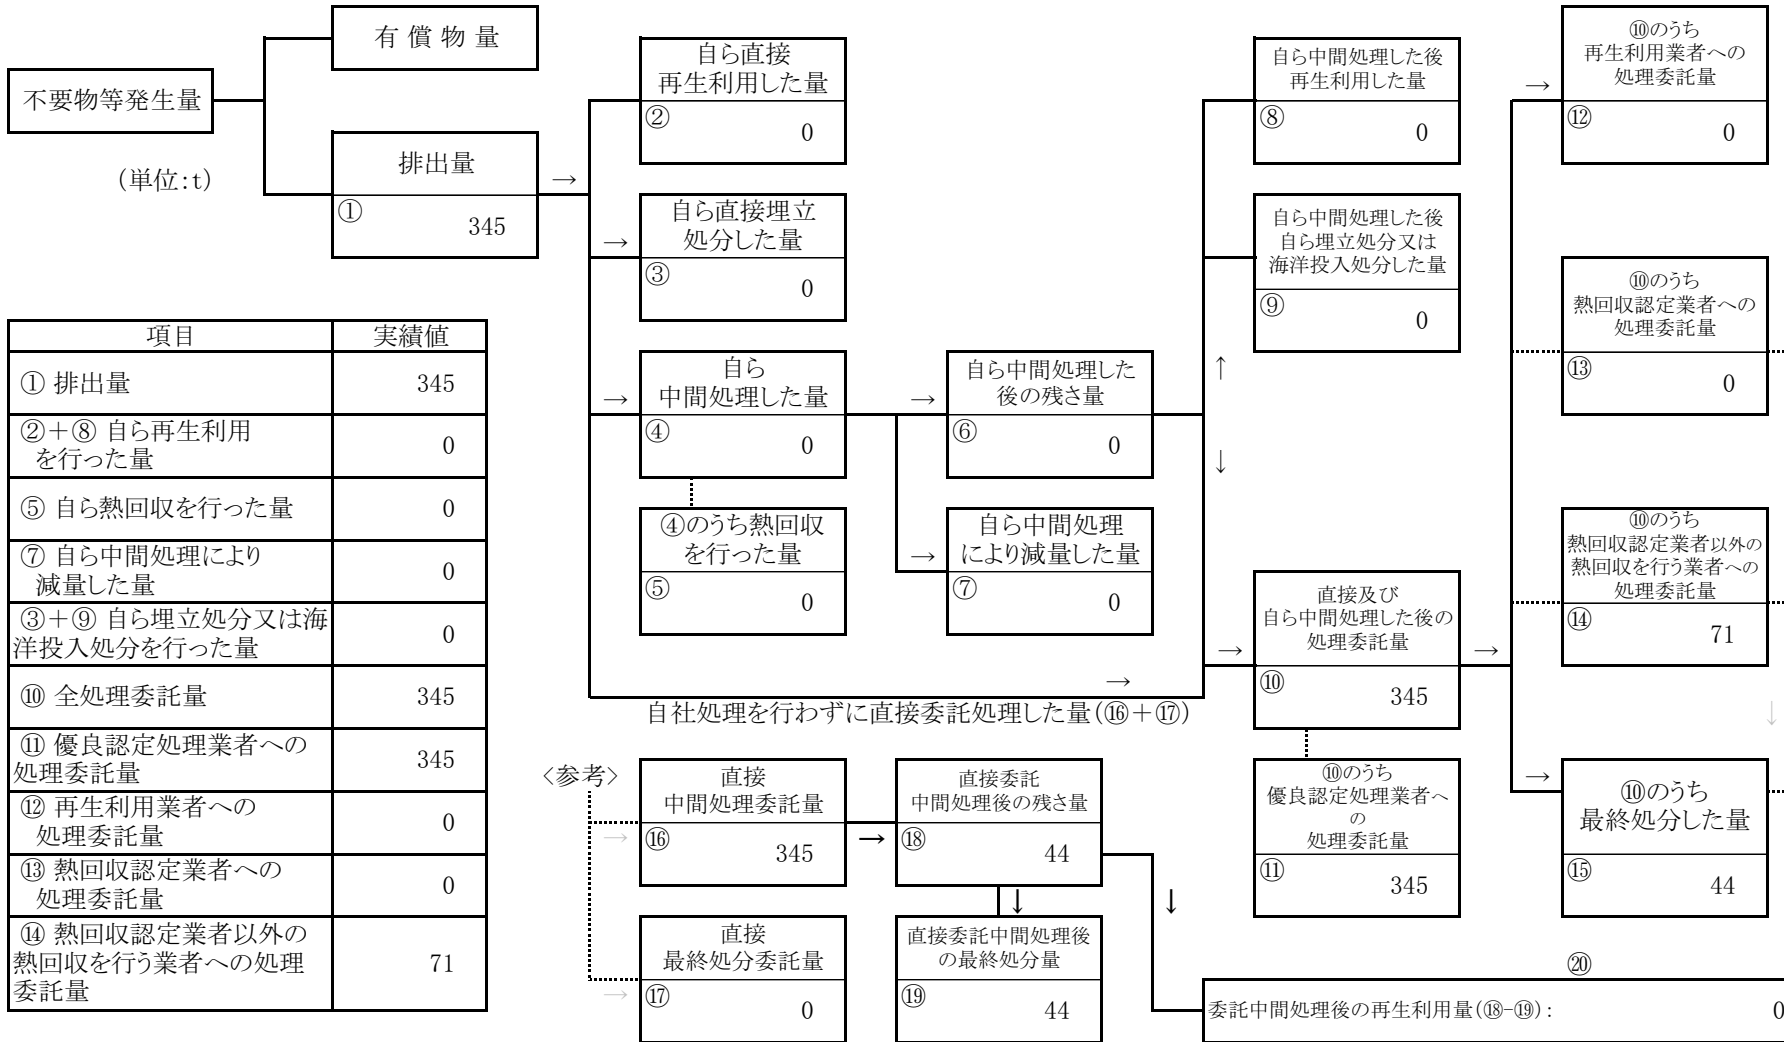 有 償 物 量
不要物等発生量
(単位:t)
排出量
①
345
→
自ら直接
再生利用した量
②
0
→
自ら直接埋立
処分した量
③
0
→
自ら
中間処理した量
④
0
④のうち熱回収
を行った量
⑤
0
→
自ら中間処理した
後の残さ量
⑥
0
→
自ら中間処理
により減量した量
⑦
0
自ら中間処理した後
再生利用した量
⑧
0
自ら中間処理した後
自ら埋立処分又は
海洋投入処分した量
⑨
0
↑
↓
→
直接及び
自ら中間処理した後の
処理委託量
⑩
345
→
→
自社処理を行わずに直接委託処理した量(⑯+⑰)
⑩のうち
優良認定処理業者へ
の
処理委託量
⑪
345
→
⑩のうち
再生利用業者への
処理委託量
⑫
0
⑩のうち
熱回収認定業者への
処理委託量
⑬
0
⑩のうち
熱回収認定業者以外の
熱回収を行う業者への
処理委託量
⑭
71
↓
→
⑩のうち
最終処分した量
⑮
44
項目 実績値
① 排出量 345
②+⑧ 自ら再生利用
を行った量 0
⑤ 自ら熱回収を行った量 0
⑦ 自ら中間処理により
減量した量 0
③+⑨ 自ら埋立処分又は海
洋投入処分を行った量 0
⑩ 全処理委託量 345
⑪ 優良認定処理業者への
処理委託量 345
⑫ 再生利用業者への
処理委託量 0
⑬ 熱回収認定業者への
処理委託量 0
⑭ 熱回収認定業者以外の
熱回収を行う業者への処理
委託量 71
<参考>
→
直接
中間処理委託量
⑯
345
→
直接委託
中間処理後の残さ量
⑱
44
↓
↓
→
直接
最終処分委託量
⑰
0
直接委託中間処理後
の最終処分量
⑲
44
⑳
委託中間処理後の再生利用量(⑱-⑲): 0